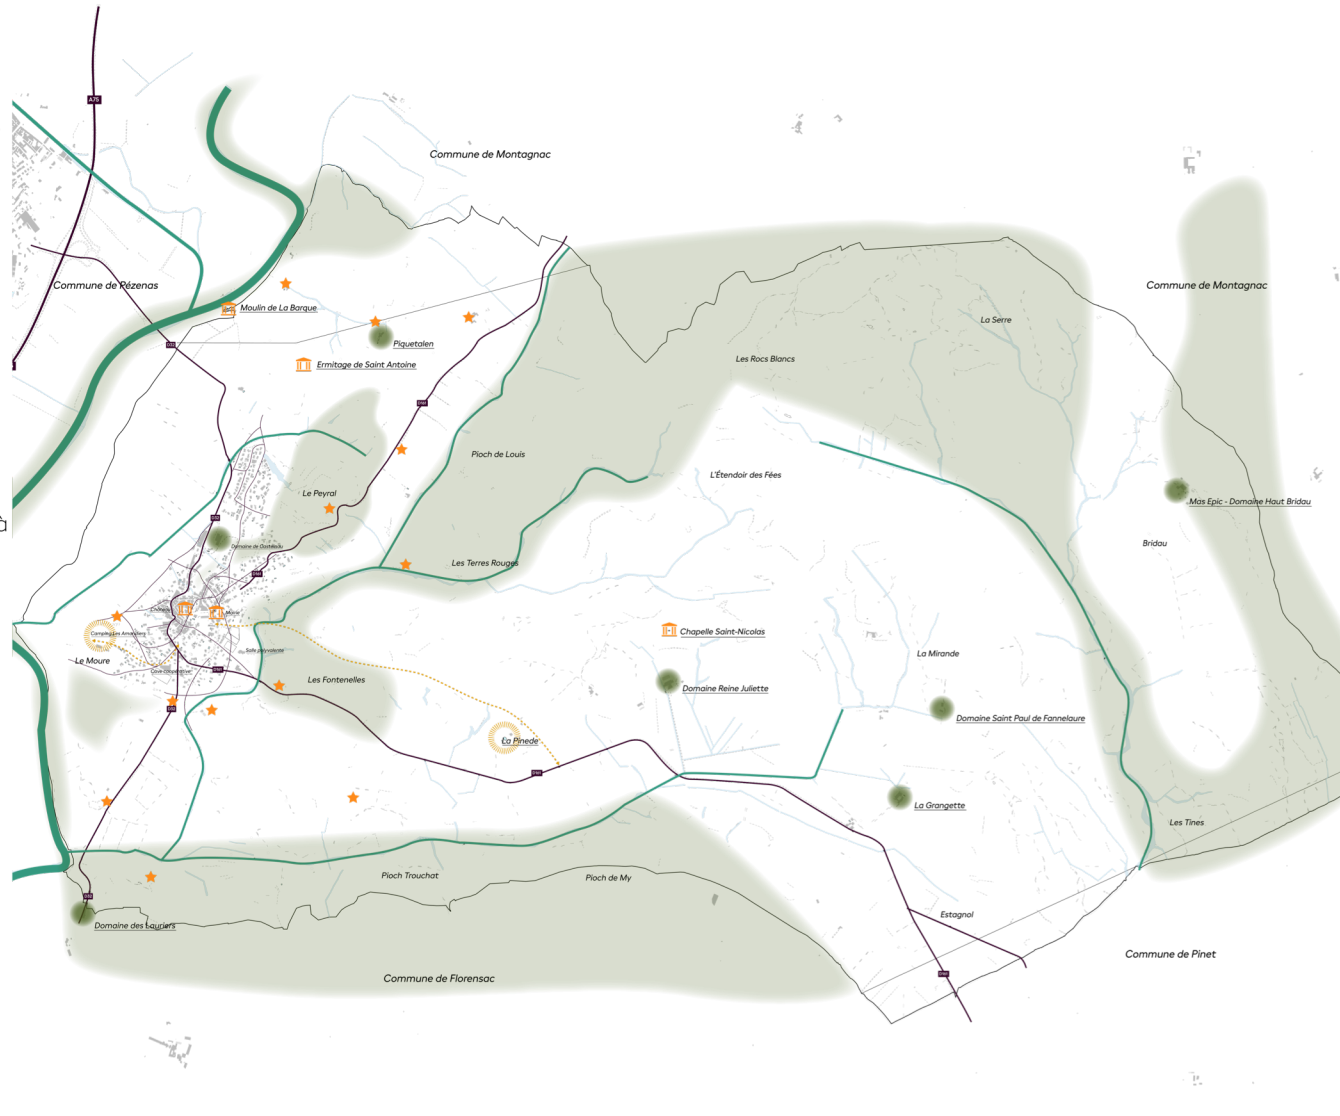 A75
Commune de Montagnac
Commune de Pézenas
Commune de Montagnac
Moulin de La Barque
La Serre
Piquetalen
Les Rocs Blancs
Ermitage de Saint Antoine
Pioch de Louis
L'Étendoir des Fées
Le Peyral
Mas Epic - Domaine Haut Bridau
à
Bridau
Les Terres Rouges
Mairie
Camping Les Amandiers
Chapelle Saint-Nicolas
Salle polyvalente
La Mirande
Le Moure
Cave coopérative
Les Fontenelles
Domaine Reine Juliette
D32
Domaine Saint Paul de Fannelaure
La Pinede
La Grangette
Les Tines
Pioch Trouchat
Pioch de My
D32
Estagnol
Domaine des Lauriers
Commune de Pinet
Commune de Florensac